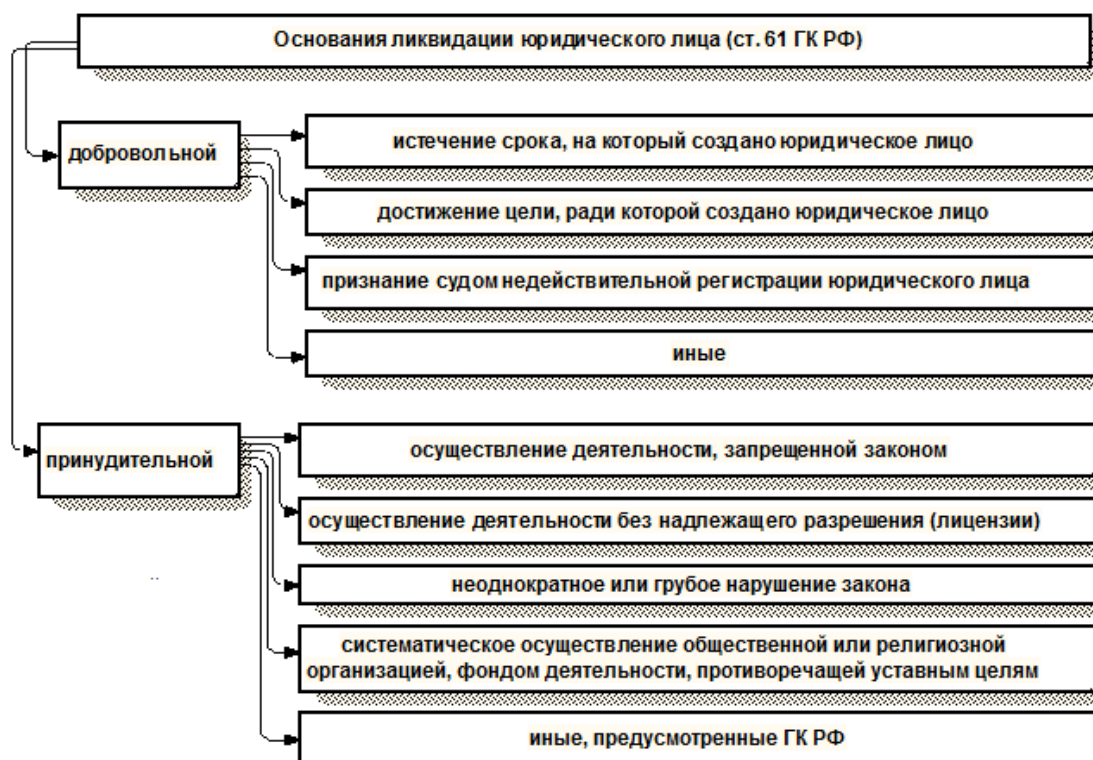 Основания ликвидации юридического лица (ст. 61 ГК РФ)
добровольной
истечение срока, на который создано юридическое лицо
достижение цели, ради которой создано юридическое лицо
признание судом недействительной регистрации юридического лица
иные
принудительной
осуществление деятельности, запрещенной законом
осуществление деятельности без надлежащего разрешения (лицензии)
неоднократное или грубое нарушение закона
систематическое осуществление общественной или религиозной
организацией, фондом деятельности, противоречащей уставным целям
иные, предусмотренные ГК РФ